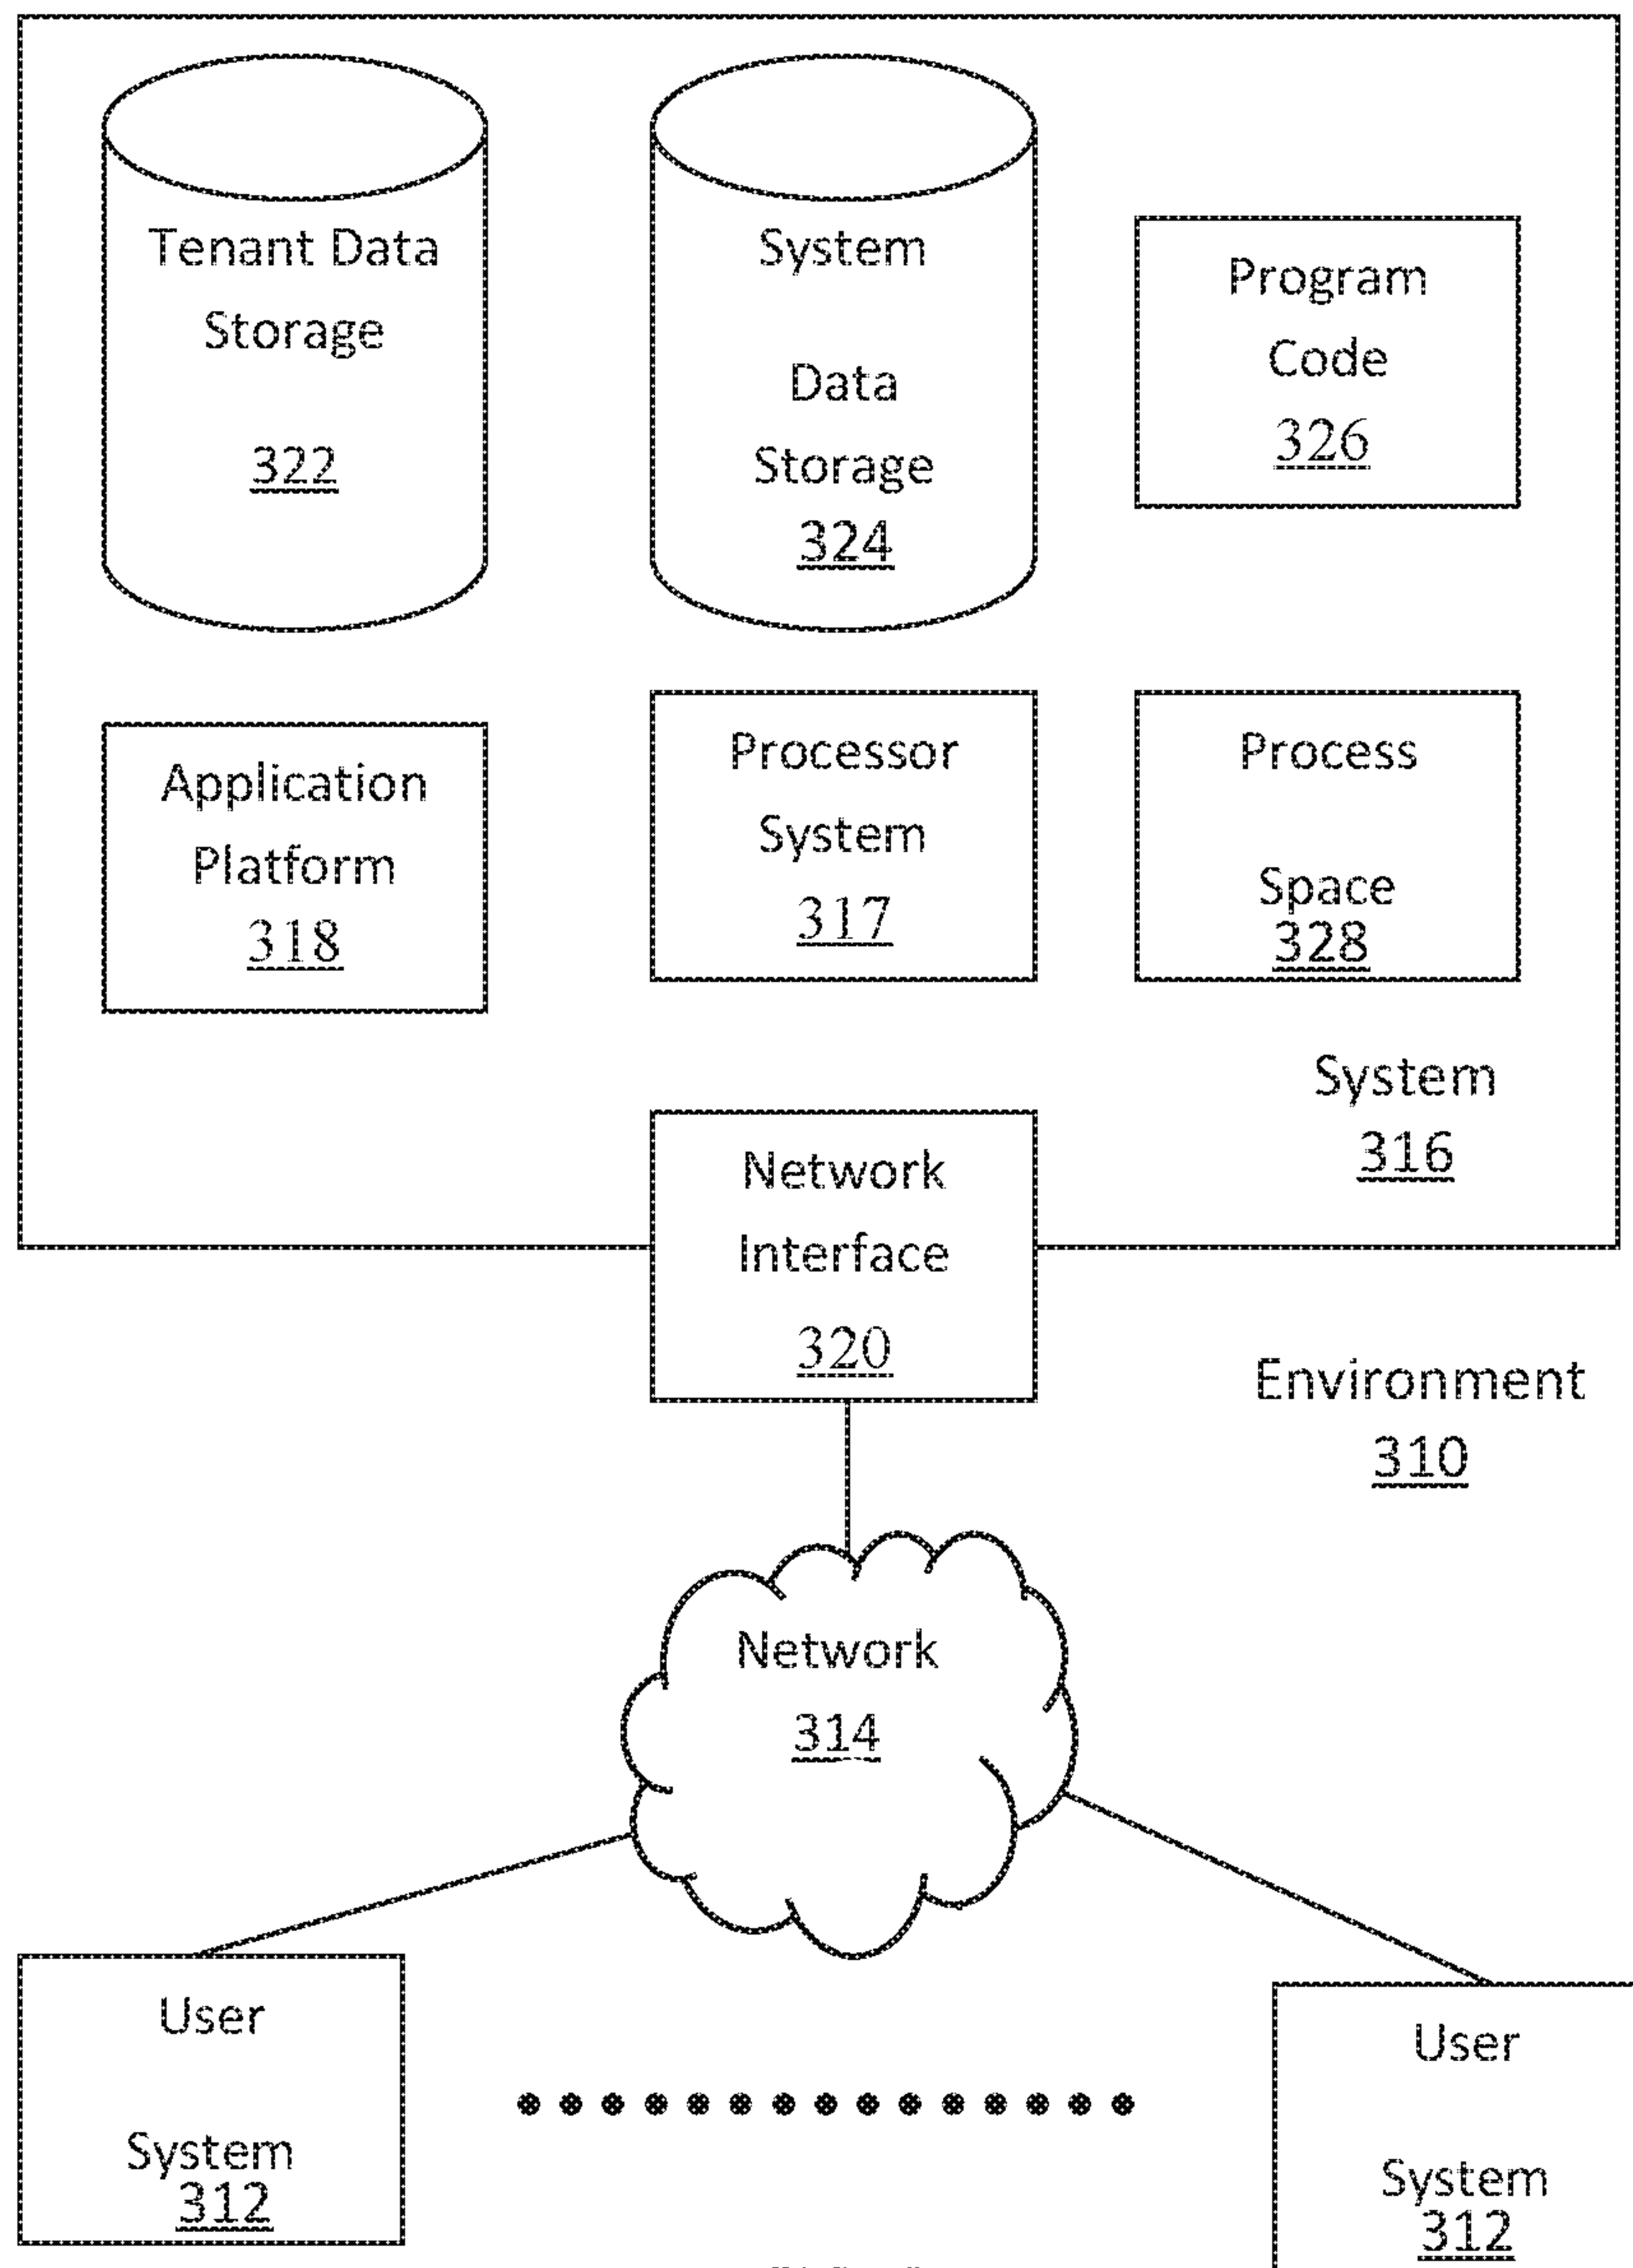 Tenant Data
Storage
322
System
Data
Storage
324
Program
Code
326
Application
Platform
318
Processor
System
317
Process
Space
328
System
316
Network
Interface
320
Environment
310
Network
314
User
System
312
User
System
312